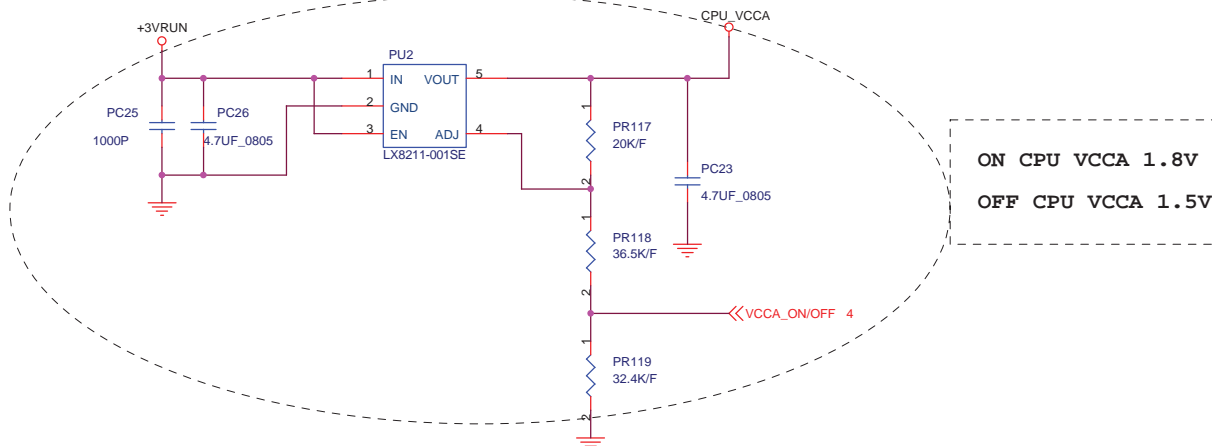 +3VRUN
CPU_VCCA
PU2
1 IN VOUT 5
2 GND
3 EN ADJ 4
LX8211-001SE
PC25
1000P
PC26
4.7UF_0805
1
PR117
20K/F
2
PC23
4.7UF_0805
1
PR118
36.5K/F
2
VCCA_ON/OFF 4
1
PR119
32.4K/F
2
ON CPU VCCA 1.8V
OFF CPU VCCA 1.5V